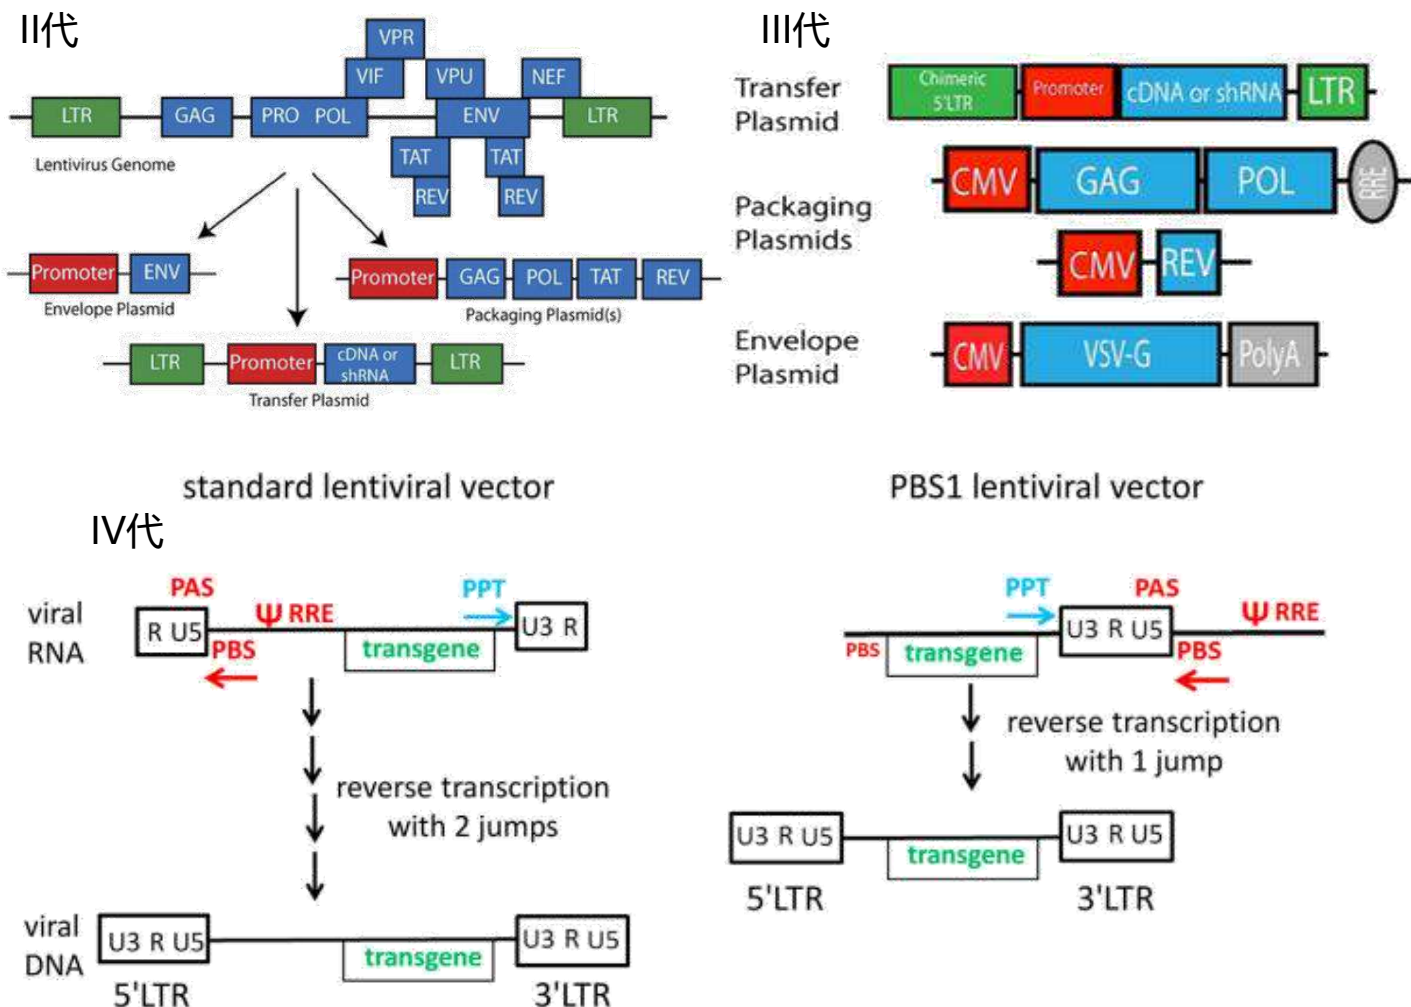 II代
VPR
VIF
VPU
NEF
LTR
GAG
PRO POL
ENV
LTR
TAT
TAT
REV
REV
Lentivirus Genome
Promoter
ENV
Envelope Plasmid
Promoter
GAG
POL
TAT
REV
Packaging Plasmid(s)
LTR
Promoter
cDNA or
shRNA
LTR
Transfer Plasmid
III代
Transfer
Plasmid
Chimeric
5'LTR
Promoter
cDNA or shRNA
LTR
Packaging
Plasmids
CMV
GAG
POL
RRE
CMV
REV
Envelope
Plasmid
CMV
VSV-G
PolyA
standard lentiviral vector
IV代
viral
RNA
PAS
R U5
PBS
Ψ RRE
PPT
U3 R
transgene
reverse transcription
with 2 jumps
viral
DNA
U3 R U5
transgene
U3 R U5
5'LTR
3'LTR
PBS1 lentiviral vector
PPT
PAS
Ψ RRE
U3 R U5
PBS
transgene
PBS
reverse transcription
with 1 jump
U3 R U5
transgene
U3 R U5
5'LTR
3'LTR